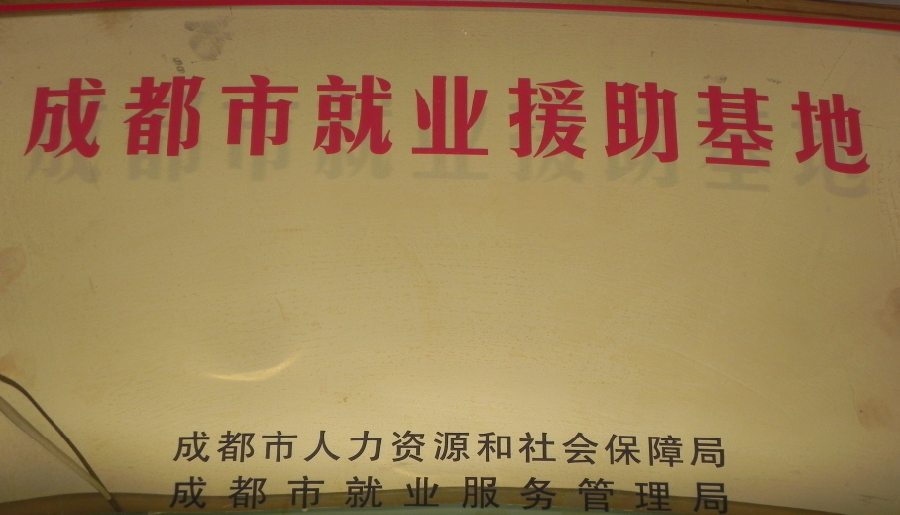 成都市就业援助基地
成都市人力资源和社会保障局
成都市就业服务管理局